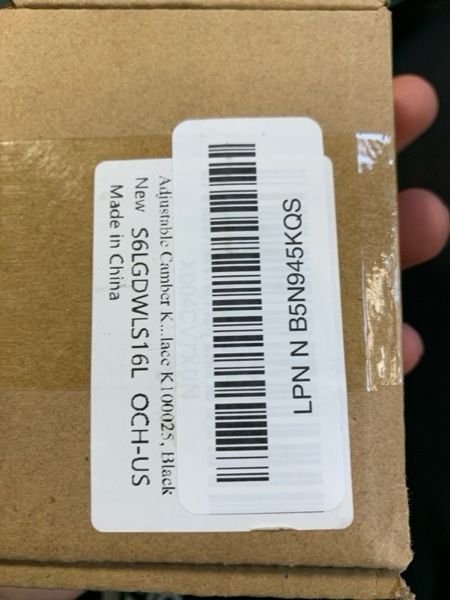 LPN N B5N945KQS
Adjustable Camber K...lace K100025, Black
New S6LGDWLS16L OCH-US
Made in China